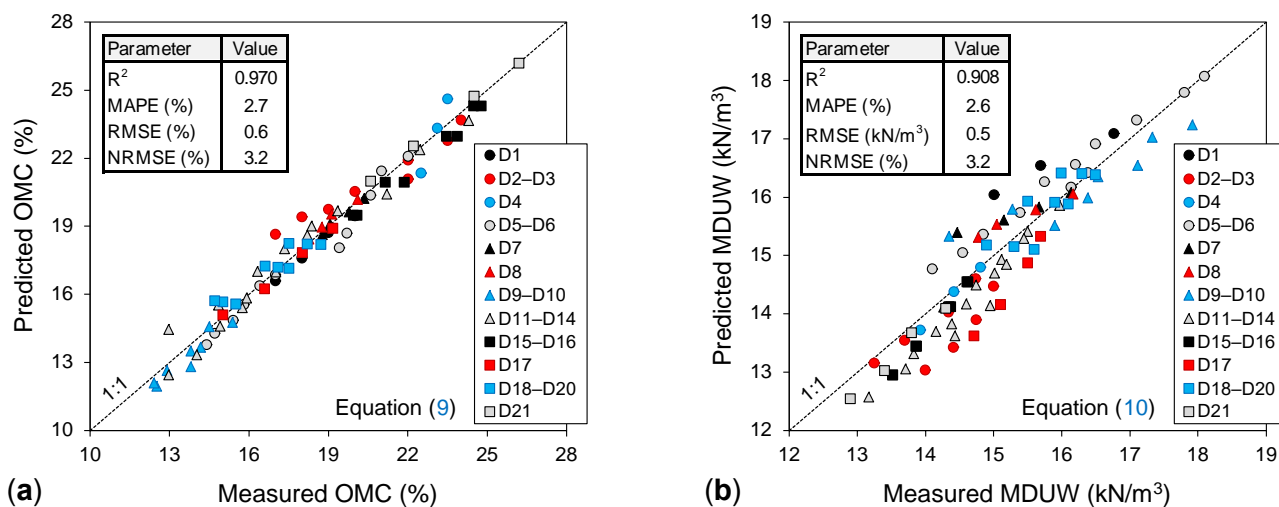 28
25
22
19
16
13
10
Predicted OMC (%)
Parameter Value
R² 0.970
MAPE (%) 2.7
RMSE (%) 0.6
NRMSE (%) 3.2
D1
D2–D3
D4
D5–D6
D7
D8
D9–D10
D11–D14
D15–D16
D17
D18–D20
D21
1:1
Equation (9)
10 13 16 19 22 25 28
(a) Measured OMC (%)
19
18
17
16
15
14
13
12
Predicted MDUW (kN/m³)
Parameter Value
R² 0.908
MAPE (%) 2.6
RMSE (kN/m³) 0.5
NRMSE (%) 3.2
D1
D2–D3
D4
D5–D6
D7
D8
D9–D10
D11–D14
D15–D16
D17
D18–D20
D21
1:1
Equation (10)
12 13 14 15 16 17 18 19
(b) Measured MDUW (kN/m³)